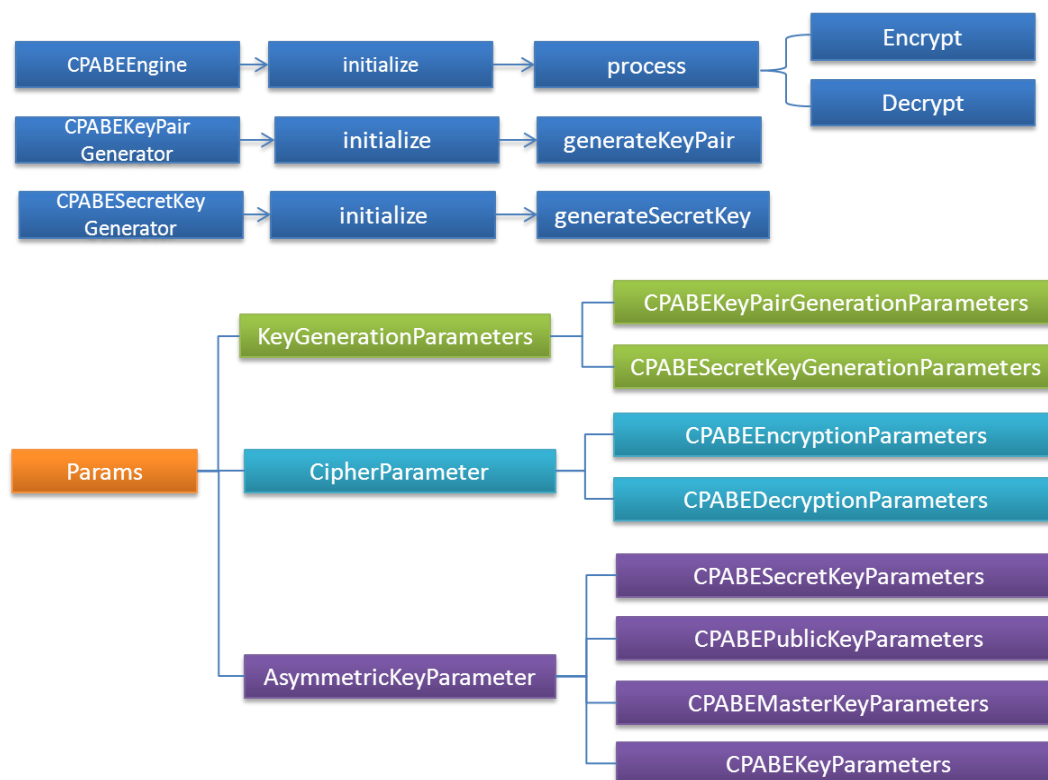 CPABEEngine
initialize
process
Encrypt
Decrypt
CPABEKeyPair
Generator
initialize
generateKeyPair
CPABESecretKey
Generator
initialize
generateSecretKey
Params
KeyGenerationParameters
CPABEKeyPairGenerationParameters
CPABESecretKeyGenerationParameters
CipherParameter
CPABEEncryptionParameters
CPABEDecryptionParameters
AsymmetricKeyParameter
CPABESecretKeyParameters
CPABEPublicKeyParameters
CPABEMasterKeyParameters
CPABEKeyParameters